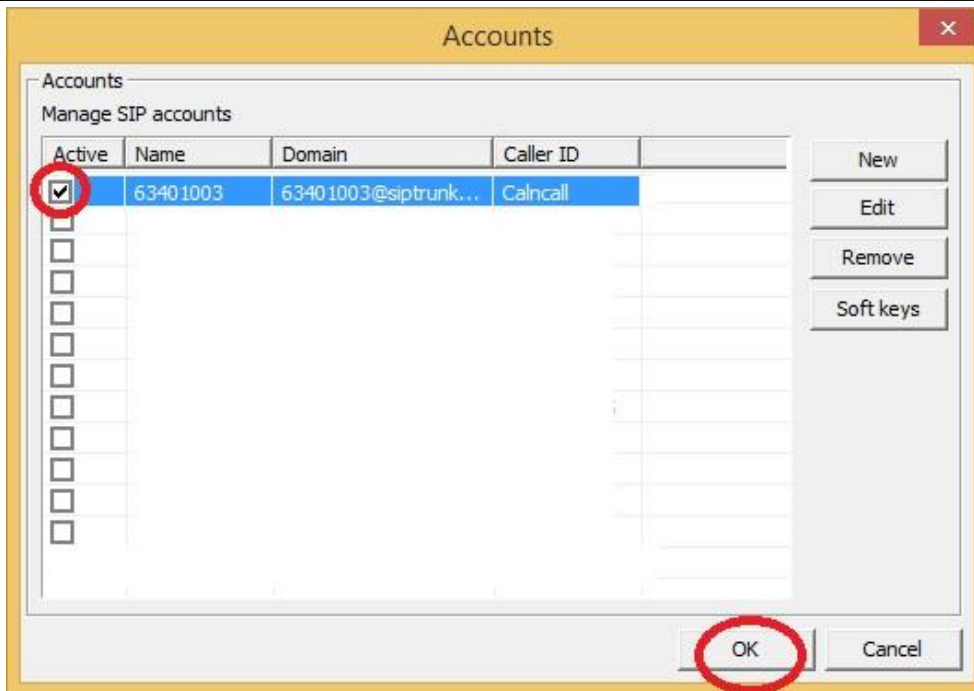 Accounts
Accounts
Manage SIP accounts
Active Name Domain Caller ID
63401003 63401003@siptrunk... Calncall
New
Edit
Remove
Soft keys
OK Cancel